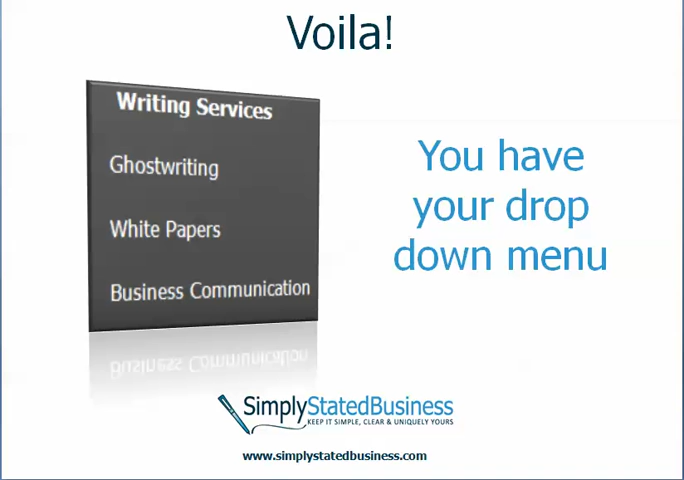 Voila!
Writing Services
Ghostwriting
White Papers
Business Communication
You have
your drop
down menu
SimplyStatedBusiness
KEEP IT SIMPLE, CLEAR & UNIQUELY YOURS
www.simplystatedbusiness.com